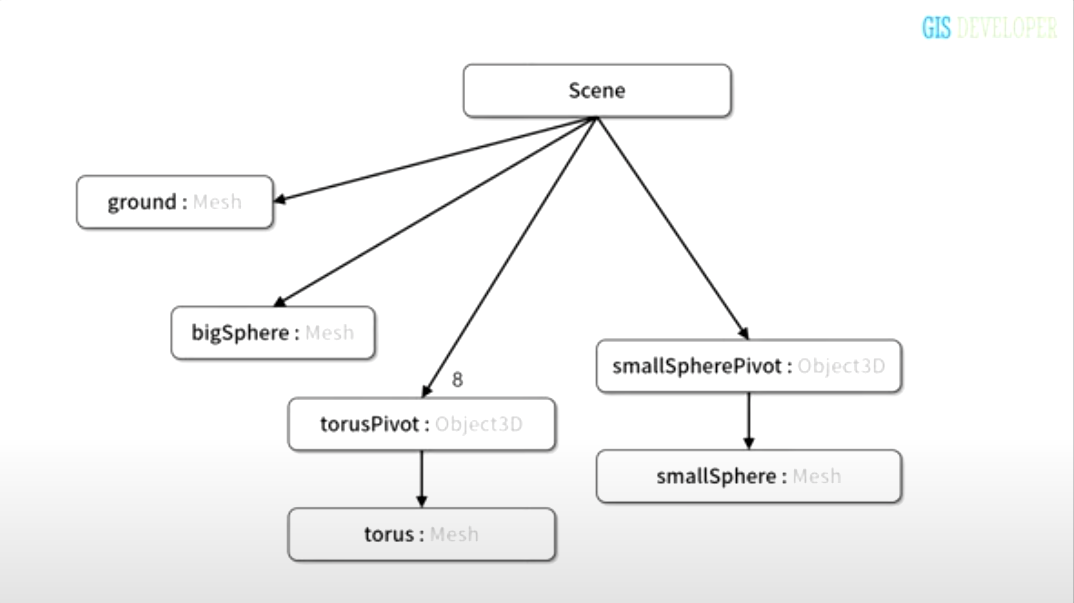 GIS DEVELOPER
Scene
ground : Mesh
bigSphere : Mesh
smallSpherePivot : Object3D
8
torusPivot : Object3D
smallSphere : Mesh
torus : Mesh